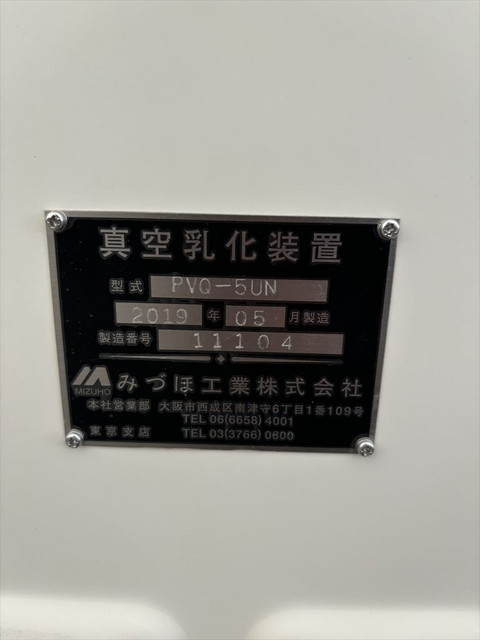 真空乳化装置
型式 PVQ-5UN
2019 年 05 月製造
製造番号 11104
MIZUHO みづほ工業株式会社
本社営業部 大阪市西成区南津守6丁目1番109号
TEL 06(6658)4001
東京支店 TEL 03(3766)0600